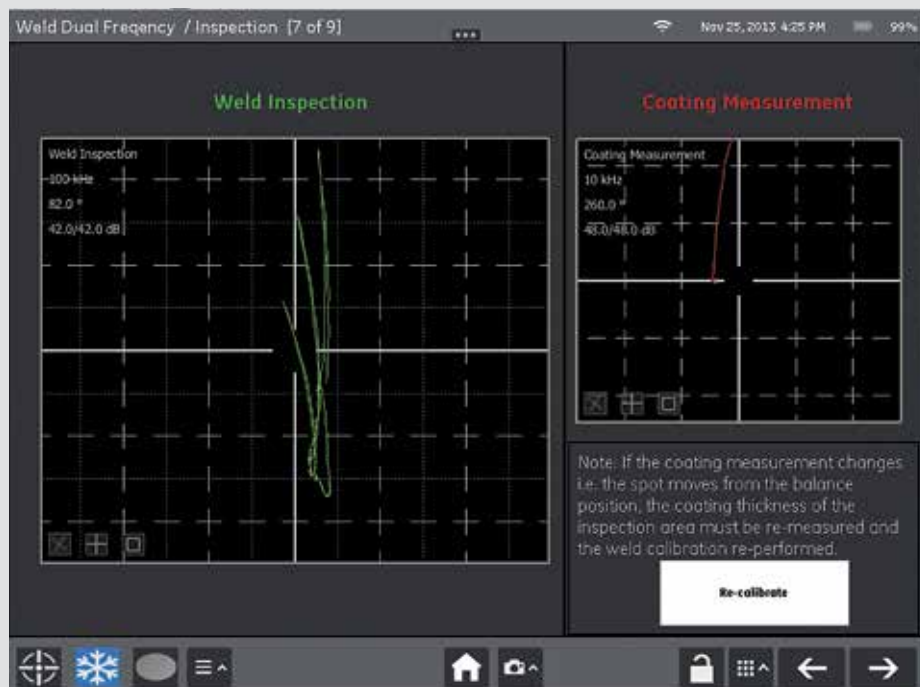 Weld Dual Freqency / Inspection [7 of 9]
Nov 25, 2013 4:25 PM
99%
Weld Inspection
Coating Measurement
Weld Inspection
100 kHz
82.0 °
42.0/42.0 dB
Coating Measurement
10 kHz
260.0 °
48.0/48.0 dB
Note: If the coating measurement changes
i.e. the spot moves from the balance
position, the coating thickness of the
inspection area must be re-measured and
the weld calibration re-performed.
Re-calibrate